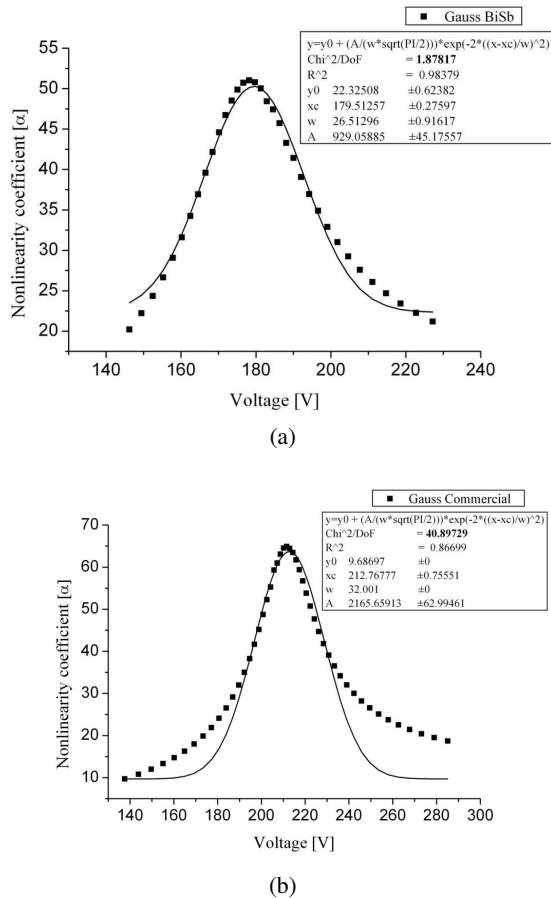 Gauss BiSb
y=y0 + (A/(w*sqrt(PI/2)))*exp(-2*((x-xc)/w)^2)
Chi^2/DoF = 1.87817
R^2 = 0.98379
y0 22.32508 ±0.62382
xc 179.51257 ±0.27597
w 26.51296 ±0.91617
A 929.05885 ±45.17557
Nonlinearity coefficient [α]
55
50
45
40
35
30
25
20
140 160 180 200 220 240
Voltage [V]
(a)
Gauss Commercial
y=y0 + (A/(w*sqrt(PI/2)))*exp(-2*((x-xc)/w)^2)
Chi^2/DoF = 40.89729
R^2 = 0.86699
y0 9.68697 ±0
xc 212.76777 ±0.75551
w 32.001 ±0
A 2165.65913 ±62.99461
Nonlinearity coefficient [α]
70
60
50
40
30
20
10
140 160 180 200 220 240 260 280 300
Voltage [V]
(b)